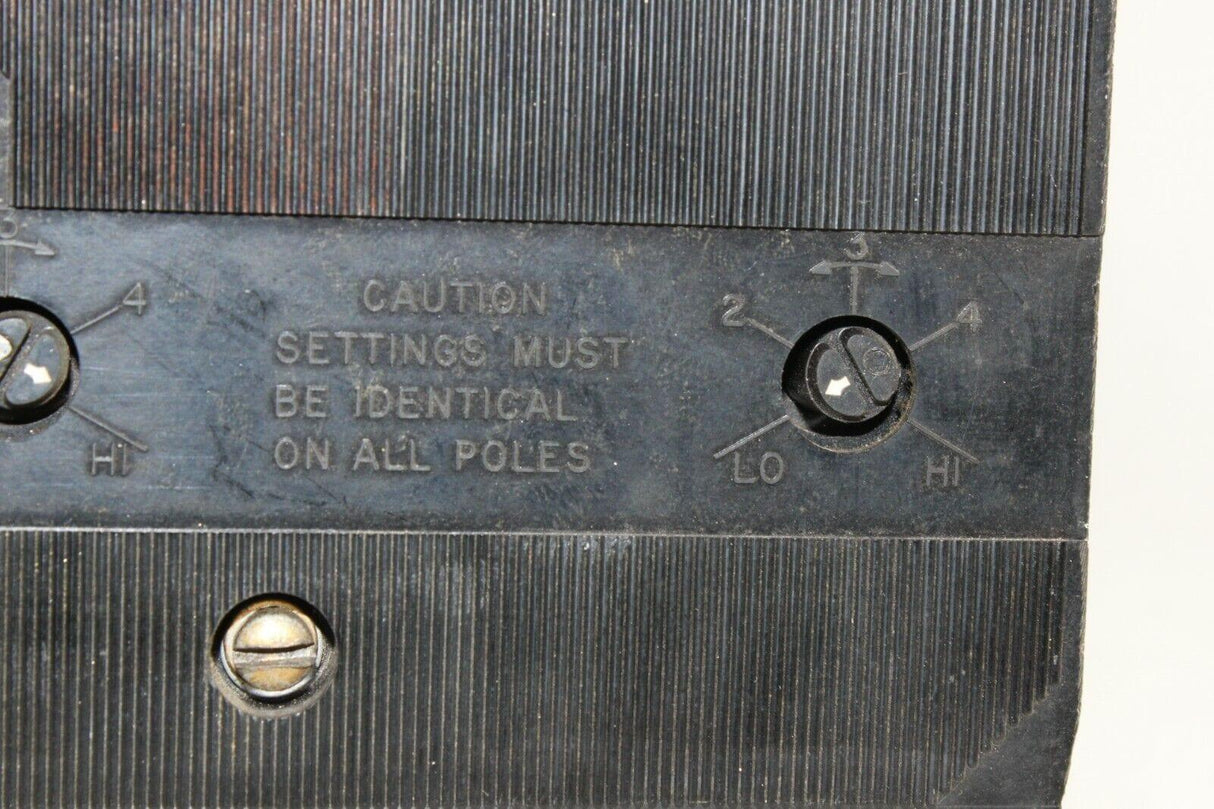 CAUTION
SETTINGS MUST
BE IDENTICAL
ON ALL POLES
4
HI
2
3
4
LO
HI